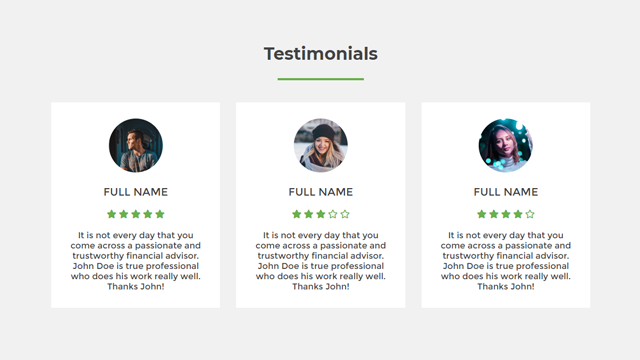 Testimonials
FULL NAME
It is not every day that you
come across a passionate and
trustworthy financial advisor.
John Doe is true professional
who does his work really well.
Thanks John!
FULL NAME
It is not every day that you
come across a passionate and
trustworthy financial advisor.
John Doe is true professional
who does his work really well.
Thanks John!
FULL NAME
It is not every day that you
come across a passionate and
trustworthy financial advisor.
John Doe is true professional
who does his work really well.
Thanks John!